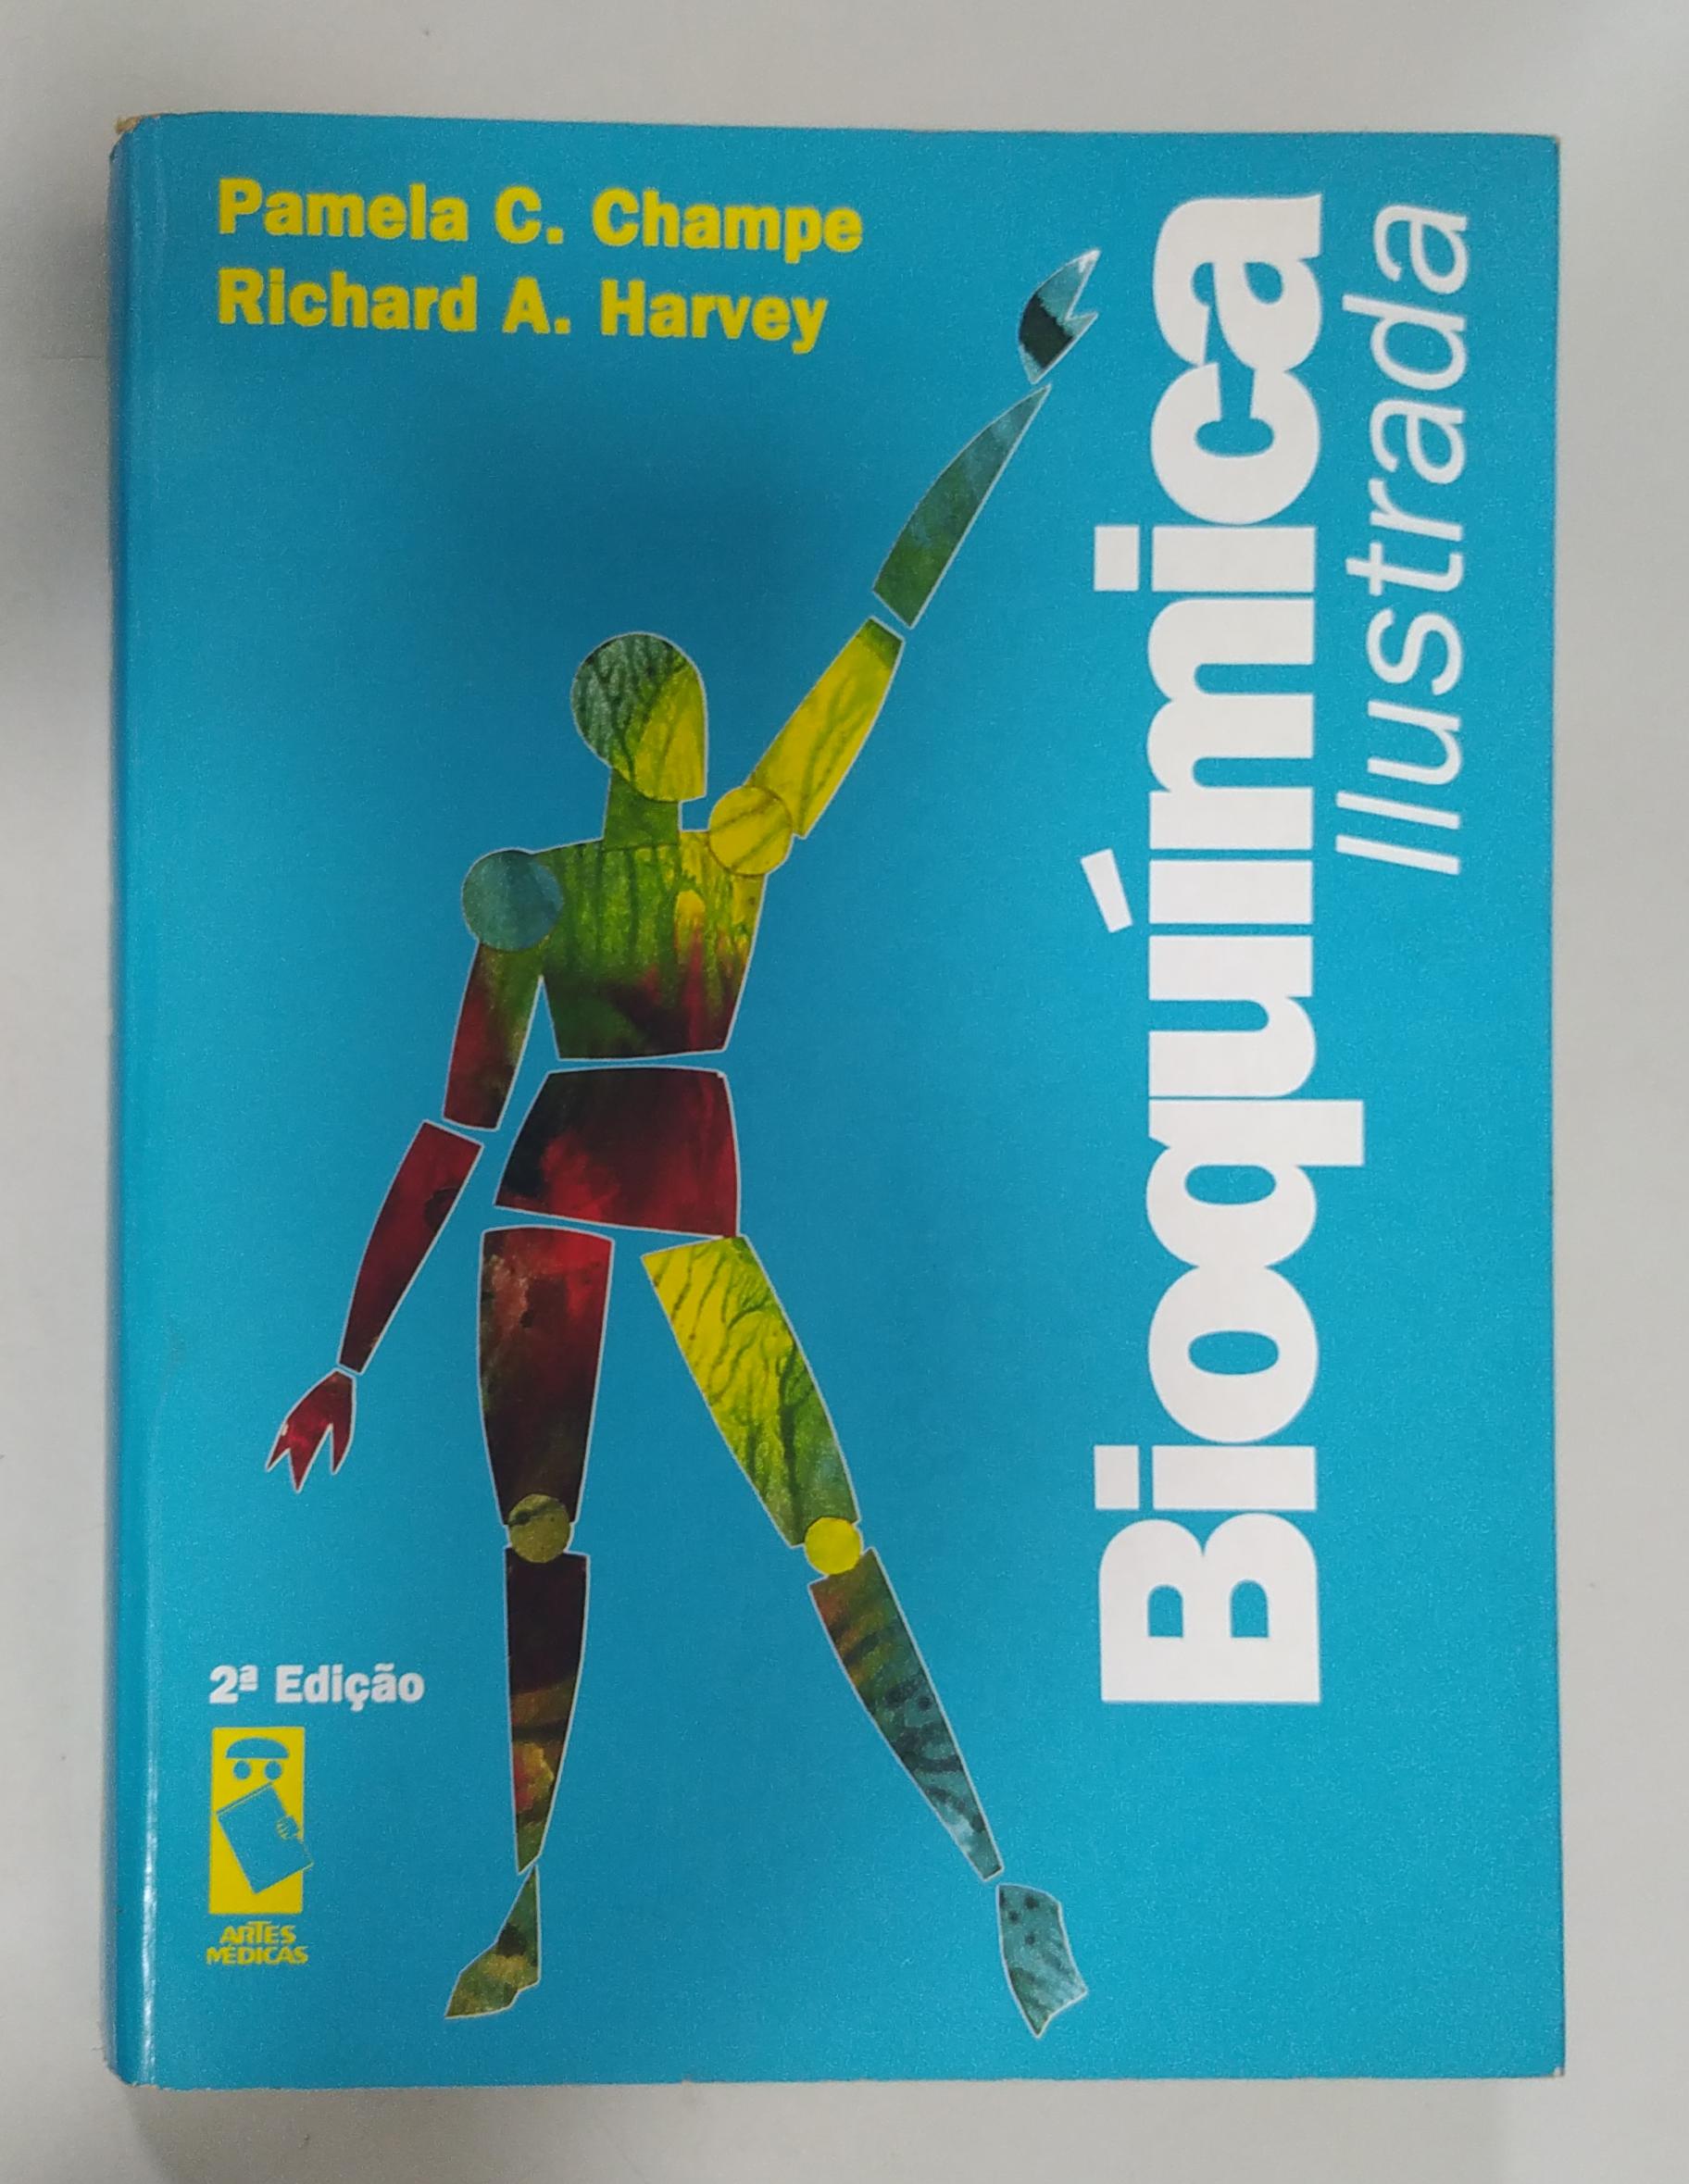 Pamela C. Champe
Richard A. Harvey
Bioquímica
Ilustrada
2ª Edição
ARTES
MÉDICAS